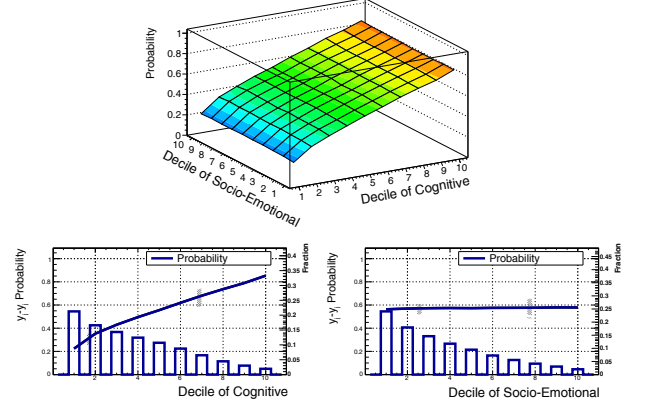 Probability
1
0.8
0.6
0.4
0.2
0
10 9 8 7 6 5 4 3 2 1
Decile of Socio-Emotional
1 2 3 4 5 6 7 8 9 10
Decile of Cognitive
Probability
yᵢ-yⱼ Probability
1
0.8
0.6
0.4
0.2
0
Fraction
0.4
0.35
0.3
0.25
0.2
0.15
0.1
0.05
0
2 4 6 8 10
Decile of Cognitive
Probability
yᵢ-yⱼ Probability
1
0.8
0.6
0.4
0.2
0
Fraction
0.45
0.4
0.35
0.3
0.25
0.2
0.15
0.1
0.05
0
2 4 6 8 10
Decile of Socio-Emotional